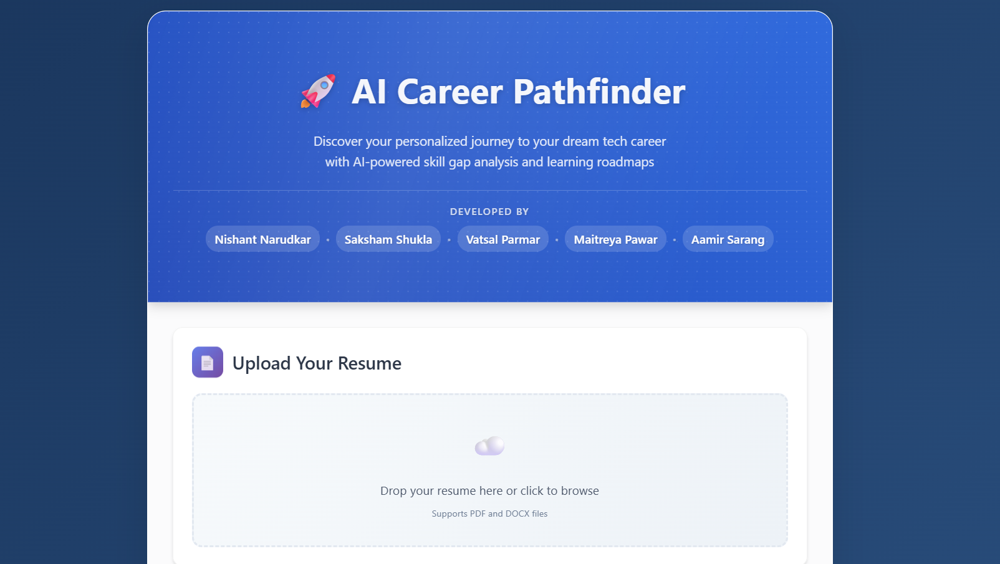 AI Career Pathfinder
Discover your personalized journey to your dream tech career
with AI-powered skill gap analysis and learning roadmaps
DEVELOPED BY
Nishant Narudkar • Saksham Shukla • Vatsal Parmar • Maitreya Pawar • Aamir Sarang
Upload Your Resume
Drop your resume here or click to browse
Supports PDF and DOCX files